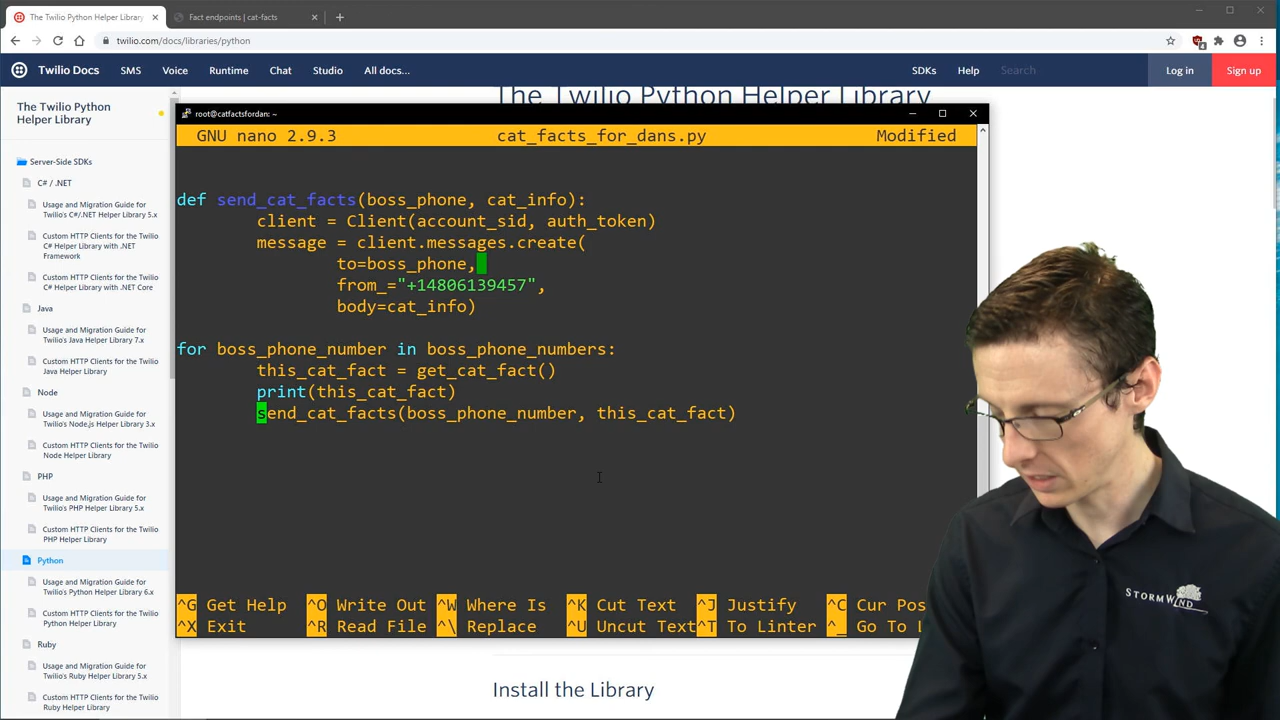 The Twilio Python Helper Library
Fact endpoints | cat-facts
twilio.com/docs/libraries/python
Twilio Docs
SMS
Voice
Runtime
Chat
Studio
All docs...
SDKs
Help
Search
Log in
Sign up
The Twilio Python
Helper Library
The Twilio Python Helper Library
Server-Side SDKs
C# / .NET
Usage and Migration Guide for
Twilio's C#/.NET Helper Library 5.x
Custom HTTP Clients for the Twilio
C# Helper Library with .NET
Framework
Custom HTTP Clients for the Twilio
C# Helper Library with .NET Core
Java
Usage and Migration Guide for
Twilio's Java Helper Library 7.x
Custom HTTP Clients for the Twilio
Java Helper Library
Node
Usage and Migration Guide for
Twilio's Node.js Helper Library 3.x
Custom HTTP Clients for the Twilio
Node Helper Library
PHP
Usage and Migration Guide for
Twilio's PHP Helper Library 5.x
Custom HTTP Clients for the Twilio
PHP Helper Library
Python
Usage and Migration Guide for
Twilio's Python Helper Library 6.x
Custom HTTP Clients for the Twilio
Python Helper Library
Ruby
Usage and Migration Guide for
Twilio's Ruby Helper Library 5.x
Custom HTTP Clients for the Twilio
Ruby Helper Library
root@catfactsfordan: ~
GNU nano 2.9.3 cat_facts_for_dans.py Modified
def send_cat_facts(boss_phone, cat_info):
client = Client(account_sid, auth_token)
message = client.messages.create(
to=boss_phone,
from_="+14806139457",
body=cat_info)
for boss_phone_number in boss_phone_numbers:
this_cat_fact = get_cat_fact()
print(this_cat_fact)
send_cat_facts(boss_phone_number, this_cat_fact)
^G Get Help ^O Write Out ^W Where Is ^K Cut Text ^J Justify ^C Cur Pos
^X Exit ^R Read File ^\ Replace ^U Uncut Text ^T To Linter ^_ Go To L
Install the Library
STORMWIND